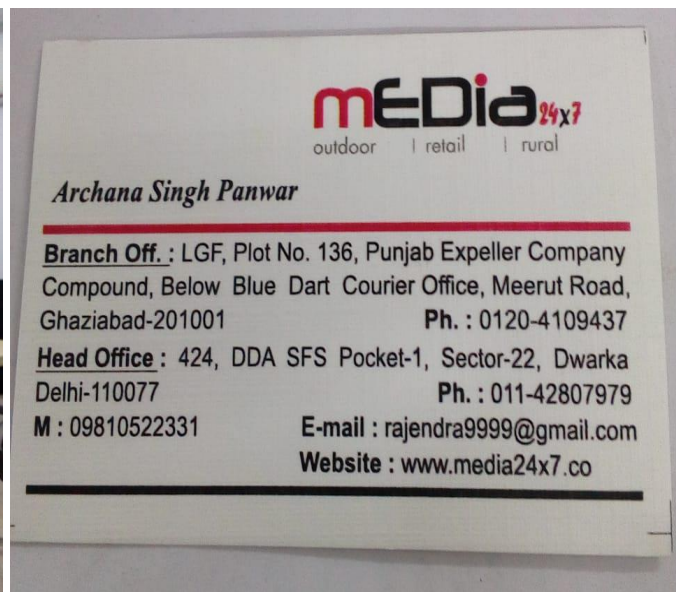 mEDia 24x7
outdoor | retail | rural
Archana Singh Panwar
Branch Off. : LGF, Plot No. 136, Punjab Expeller Company
Compound, Below Blue Dart Courier Office, Meerut Road,
Ghaziabad-201001 Ph. : 0120-4109437
Head Office : 424, DDA SFS Pocket-1, Sector-22, Dwarka
Delhi-110077 Ph. : 011-42807979
M : 09810522331 E-mail : rajendra9999@gmail.com
Website : www.media24x7.co